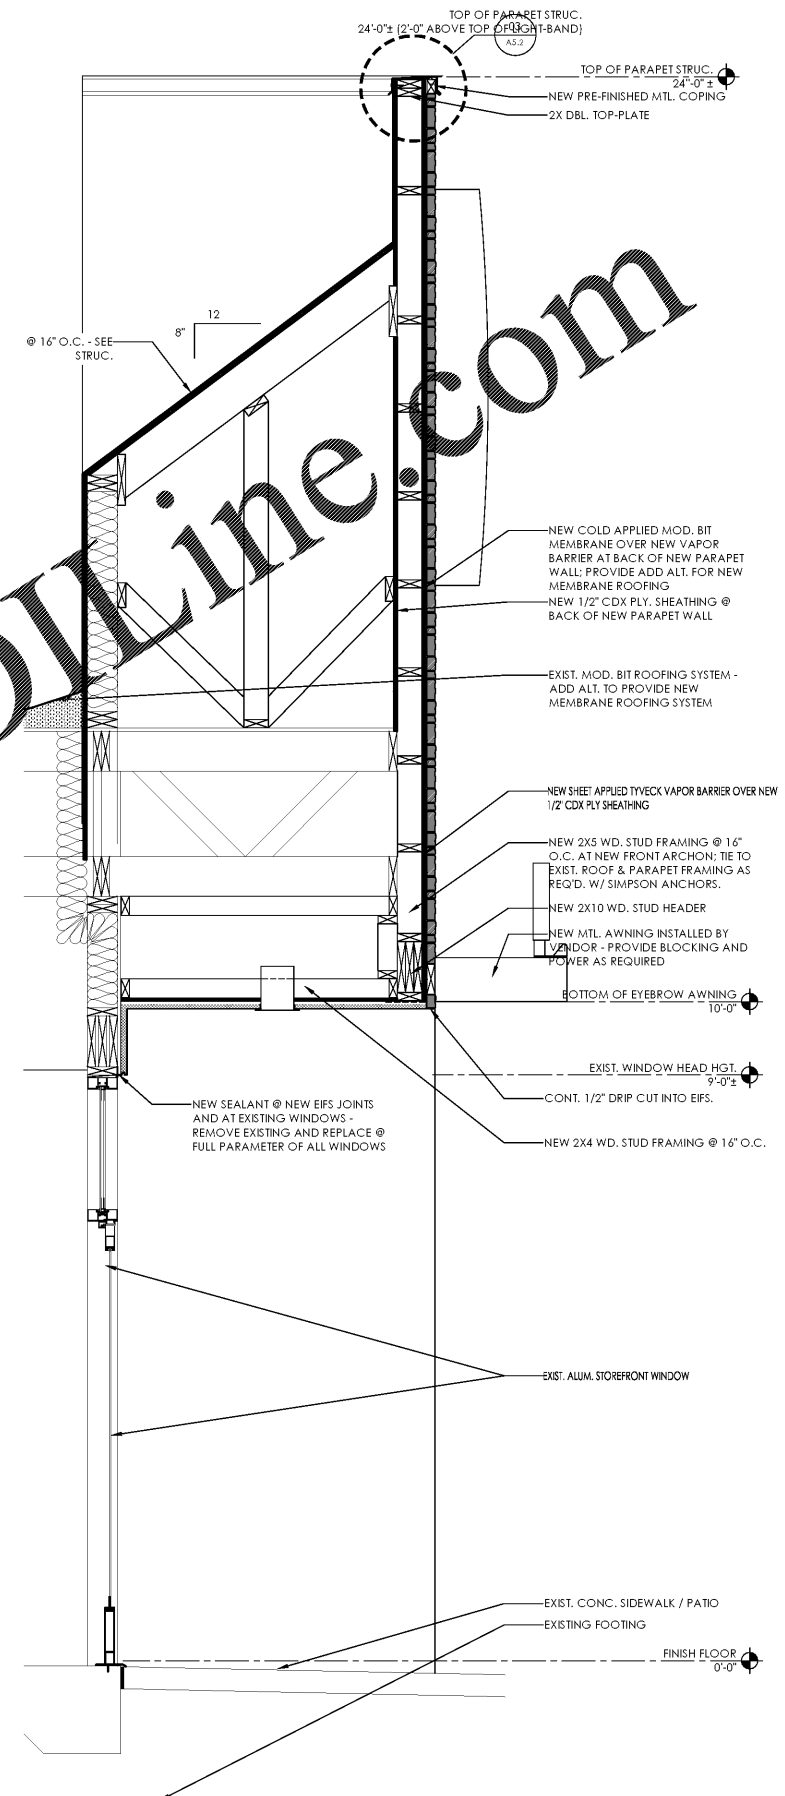 TOP OF PARAPET STRUC.
24'-0"± (2'-0" ABOVE TOP OF LIGHT-BAND)
03
A5.2
TOP OF PARAPET STRUC.
24"-0" ±
NEW PRE-FINISHED MTL. COPING
2X DBL. TOP-PLATE
12
8"
@ 16" O.C. - SEE
STRUC.
ILine.com
NEW COLD APPLIED MOD. BIT
MEMBRANE OVER NEW VAPOR
BARRIER AT BACK OF NEW PARAPET
WALL; PROVIDE ADD ALT. FOR NEW
MEMBRANE ROOFING
NEW 1/2" CDX PLY. SHEATHING @
BACK OF NEW PARAPET WALL
EXIST. MOD. BIT ROOFING SYSTEM -
ADD ALT. TO PROVIDE NEW
MEMBRANE ROOFING SYSTEM
NEW SHEET APPLIED TYVECK VAPOR BARRIER OVER NEW
1/2" CDX PLY SHEATHING
NEW 2X5 WD. STUD FRAMING @ 16"
O.C. AT NEW FRONT ARCHON; TIE TO
EXIST. ROOF & PARAPET FRAMING AS
REQ'D. W/ SIMPSON ANCHORS.
NEW 2X10 WD. STUD HEADER
NEW MTL. AWNING INSTALLED BY
VENDOR - PROVIDE BLOCKING AND
POWER AS REQUIRED
BOTTOM OF EYEBROW AWNING
10'-0"
EXIST. WINDOW HEAD HGT.
9'-0"±
CONT. 1/2" DRIP CUT INTO EIFS.
NEW SEALANT @ NEW EIFS JOINTS
AND AT EXISTING WINDOWS -
REMOVE EXISTING AND REPLACE @
FULL PARAMETER OF ALL WINDOWS
NEW 2X4 WD. STUD FRAMING @ 16" O.C.
EXIST. ALUM. STOREFRONT WINDOW
EXIST. CONC. SIDEWALK / PATIO
EXISTING FOOTING
FINISH FLOOR
0'-0"